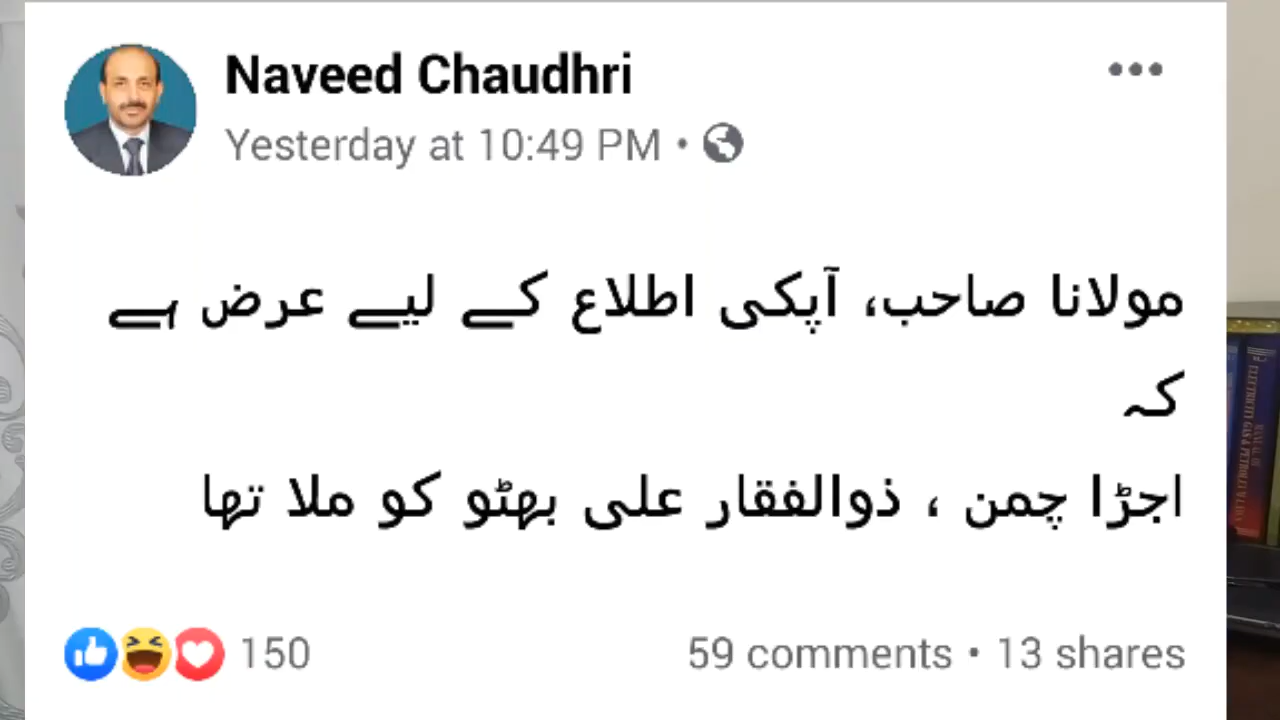 Naveed Chaudhri
Yesterday at 10:49 PM •
مولانا صاحب، آپکی اطلاع کے لیے عرض ہے
کہ
اجڑا چمن ، ذوالفقار علی بھٹو کو ملا تھا
150
59 comments • 13 shares